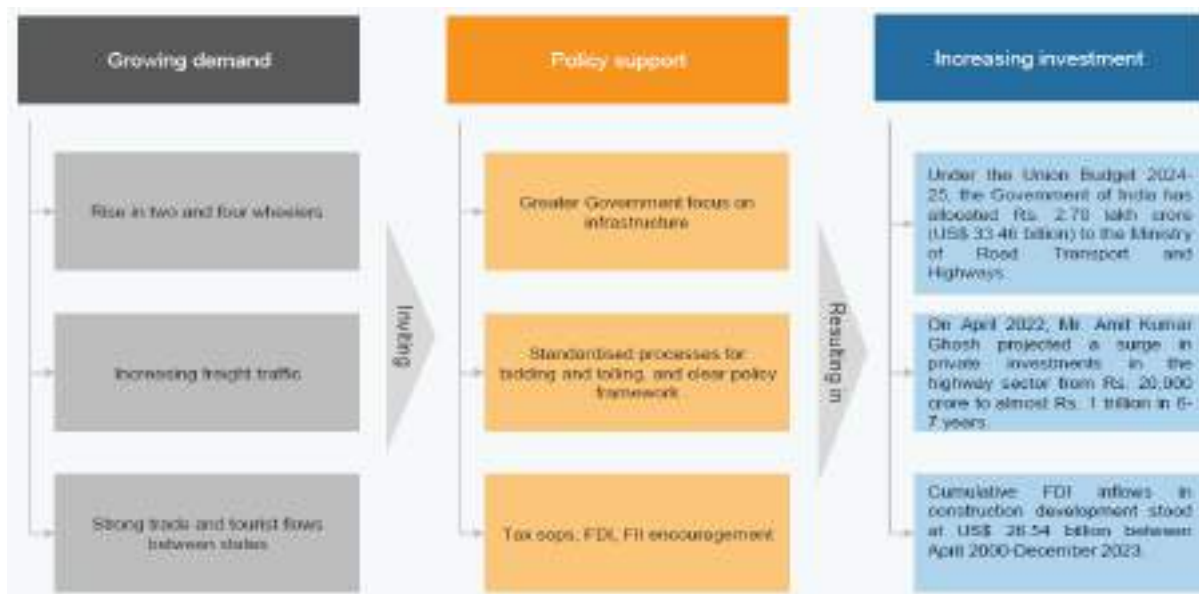 Growing demand
Rise in two and four wheelers
Increasing freight traffic
Strong trade and tourist flows
between states
Inviting
Policy support
Greater Government focus on
infrastructure
Standardised processes for
bidding and tolling, and clear policy
framework
Tax sops, FDI, FII encouragement
Resulting in
Increasing investment
Under the Union Budget 2024-
25, the Government of India has
allocated Rs. 2.78 lakh crore
(US$ 33.46 billion) to the Ministry
of Road Transport and
Highways.
On April 2022, Mr. Amit Kumar
Ghosh projected a surge in
private investments in the
highway sector from Rs. 20,000
crore to almost Rs. 1 trillion in 6-
7 years.
Cumulative FDI inflows in
construction development stood
at US$ 26.54 billion between
April 2000-December 2023.